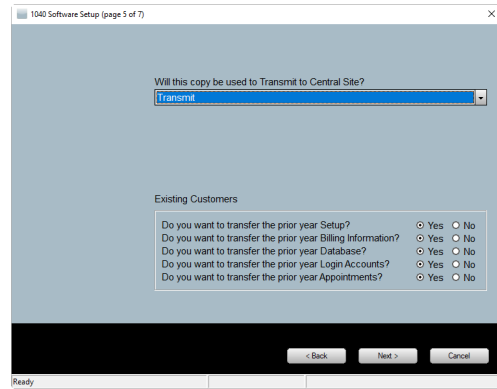 1040 Software Setup (page 5 of 7)
Will this copy be used to Transmit to Central Site?
Transmit
Existing Customers
Do you want to transfer the prior year Setup? Yes No
Do you want to transfer the prior year Billing Information? Yes No
Do you want to transfer the prior year Database? Yes No
Do you want to transfer the prior year Login Accounts? Yes No
Do you want to transfer the prior year Appointments? Yes No
< Back Next > Cancel
Ready